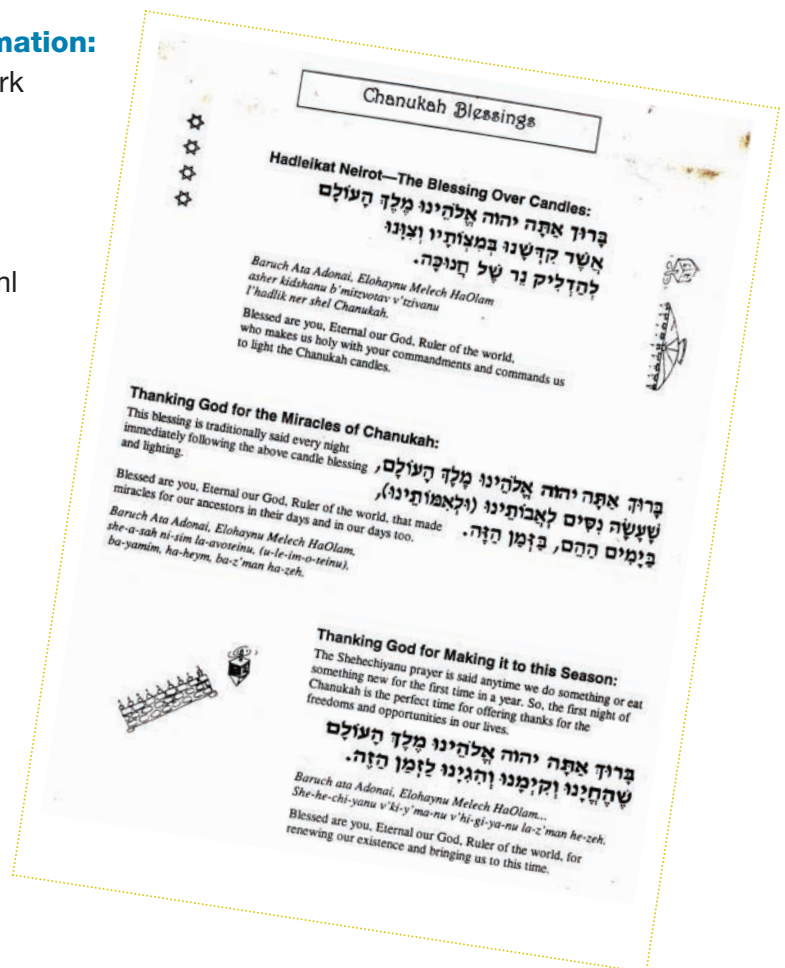 mation:
rk
nl
Chanukah Blessings
Hadleikat Neirot—The Blessing Over Candles:
בָּרוּךְ אַתָּה יהוה אֱלֹהֵינוּ מֶלֶךְ הָעוֹלָם
אֲשֶׁר קִדְּשָׁנוּ בְּמִצְוֹתָיו וְצִוָּנוּ
לְהַדְלִיק נֵר שֶׁל חֲנוּכָּה.
Baruch Ata Adonai, Elohaynu Melech HaOlam
asher kidshanu b'mitzvotav v'tzivanu
l'hadlik ner shel Chanukah.
Blessed are you, Eternal our God, Ruler of the world,
who makes us holy with your commandments and commands us
to light the Chanukah candles.
Thanking God for the Miracles of Chanukah:
This blessing is traditionally said every night
immediately following the above candle blessing
and lighting.
בָּרוּךְ אַתָּה יהוה אֱלֹהֵינוּ מֶלֶךְ הָעוֹלָם,
שֶׁעָשָׂה נִסִּים לַאֲבוֹתֵינוּ (וּלְאִמּוֹתֵינוּ),
בַּיָּמִים הָהֵם, בַּזְּמַן הַזֶּה.
Blessed are you, Eternal our God, Ruler of the world, that made
miracles for our ancestors in their days and in our days too.
Baruch Ata Adonai, Elohaynu Melech HaOlam,
she-a-sah ni-sim la-avoteinu, (u-le-im-o-teinu),
ba-yamim, ha-heym, ba-z'man ha-zeh.
Thanking God for Making it to this Season:
The Shehechiyanu prayer is said anytime we do something or eat
something new for the first time in a year. So, the first night of
Chanukah is the perfect time for offering thanks for the
freedoms and opportunities in our lives.
בָּרוּךְ אַתָּה יהוה אֱלֹהֵינוּ מֶלֶךְ הָעוֹלָם
שֶׁהֶחֱיָנוּ וְקִיְּמָנוּ וְהִגִּיעָנוּ לַזְּמַן הַזֶּה.
Baruch ata Adonai, Elohaynu Melech HaOlam...
She-he-chi-yanu v'ki-y'ma-nu v'hi-gi-ya-nu la-z'man he-zeh.
Blessed are you, Eternal our God, Ruler of the world, for
renewing our existence and bringing us to this time.